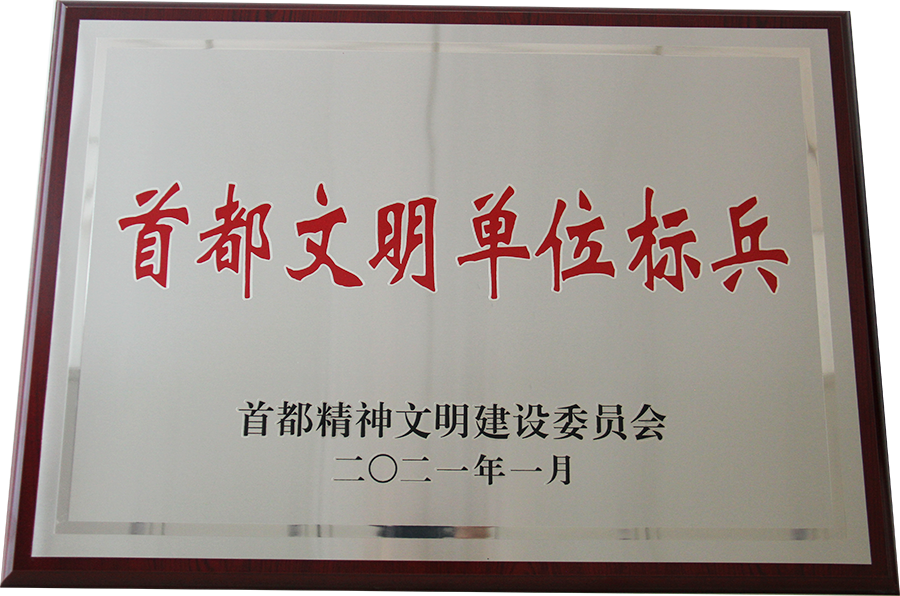 首都文明单位标兵
首都精神文明建设委员会
二〇二一年一月